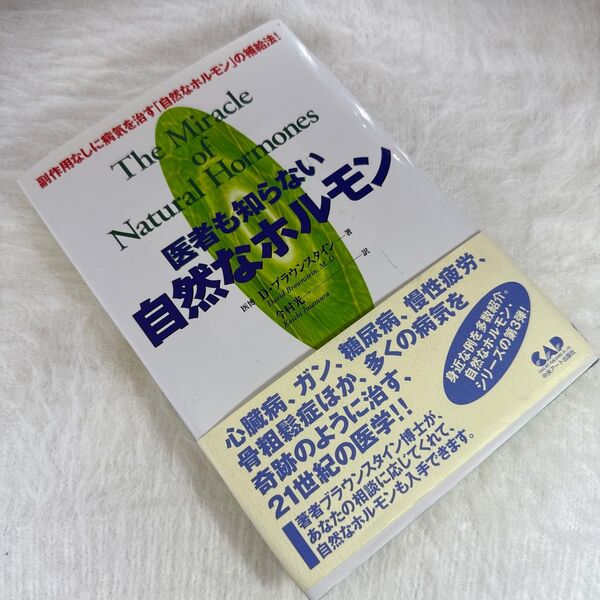 副作用なしに病気を治す「自然なホルモン」の補給法!
The Miracle
of
Natural Hormones
医者も知らない
自然なホルモン
医博 D・ブラウンスタイン 著
David Brownstein, M. D.
今村光一 訳
Koichi Imamura
心臓病、ガン、糖尿病、慢性疲労、
骨粗鬆症ほか、多くの病気を
奇跡のように治す、
21世紀の医学!!
身近な例を多数紹介。
自然なホルモン・
シリーズの第3弾!
CAP
中央アート出版社
著者ブラウンスタイン博士が、
あなたの相談に応じてくれて、
自然なホルモンも入手できます。